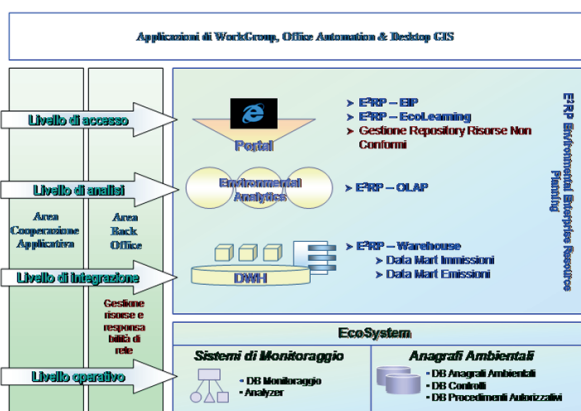 Applicazioni di WorkGroup, Office Automation & Desktop GIS
Livello di accesso
Livello di analisi
Area
Cooperazione
Applicativa
Area
Back
Office
Livello di integrazione
Gestione
risorse e
responsa
bilità di
rete
Livello operativo
Portal
E²RP – EIP
E²RP – EcoLearning
Gestione Repository Risorse Non
Conformi
Environmental
Analytics
E²RP – OLAP
DWH
E²RP – Warehouse
Data Mart Immissioni
Data Mart Emissioni
E²RP Environmental Enterprise Resource
Planning
EcoSystem
Sistemi di Monitoraggio
DB Monitoraggio
Analyzer
Anagrafi Ambientali
DB Anagrafi Ambientali
DB Controlli
DB Procedimenti Autorizzativi